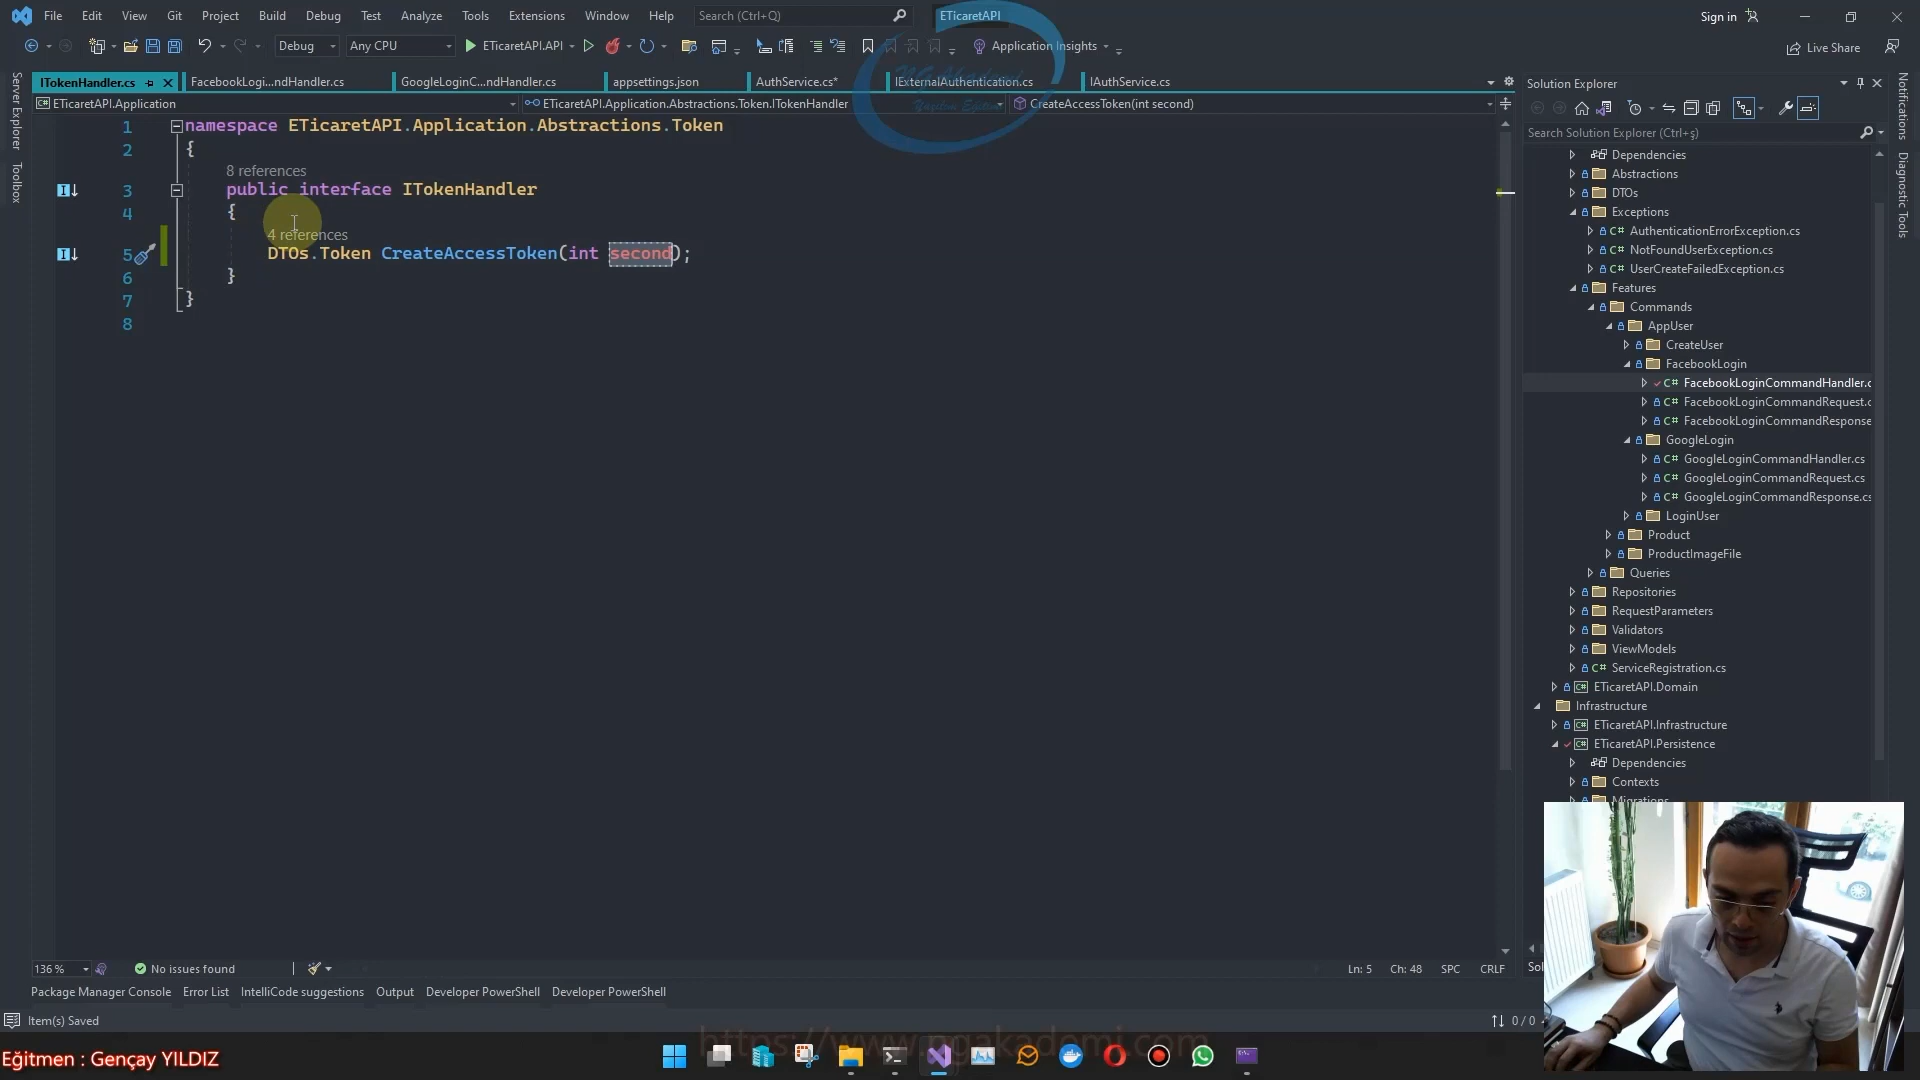 File Edit View Git Project Build Debug Test Analyze Tools Extensions Window Help Search (Ctrl+Q) ETicaretAPI Sign in
Debug Any CPU ETicaretAPI.API Application Insights Live Share
ITokenHandler.cs FacebookLogi...ndHandler.cs GoogleLoginC...ndHandler.cs appsettings.json AuthService.cs* IExternalAuthentication.cs IAuthService.cs
ETicaretAPI.Application ETicaretAPI.Application.Abstractions.Token.ITokenHandler CreateAccessToken(int second)
Server Explorer
Toolbox
1 namespace ETicaretAPI.Application.Abstractions.Token
2 {
8 references
3 public interface ITokenHandler
4 {
4 references
5 DTOs.Token CreateAccessToken(int second);
6 }
7 }
8
136 % No issues found Ln: 5 Ch: 48 SPC CRLF
Package Manager Console Error List IntelliCode suggestions Output Developer PowerShell Developer PowerShell
Item(s) Saved 0 / 0
Solution Explorer
Search Solution Explorer (Ctrl+ş)
Dependencies
Abstractions
DTOs
Exceptions
C# AuthenticationErrorException.cs
C# NotFoundUserException.cs
C# UserCreateFailedException.cs
Features
Commands
AppUser
CreateUser
FacebookLogin
C# FacebookLoginCommandHandler.c
C# FacebookLoginCommandRequest.c
C# FacebookLoginCommandResponse
GoogleLogin
C# GoogleLoginCommandHandler.cs
C# GoogleLoginCommandRequest.cs
C# GoogleLoginCommandResponse.cs
LoginUser
Product
ProductImageFile
Queries
Repositories
RequestParameters
Validators
ViewModels
C# ServiceRegistration.cs
ETicaretAPI.Domain
Infrastructure
ETicaretAPI.Infrastructure
ETicaretAPI.Persistence
Dependencies
Contexts
Migrations
Notifications
Diagnostic Tools
Eğitmen : Gençay YILDIZ